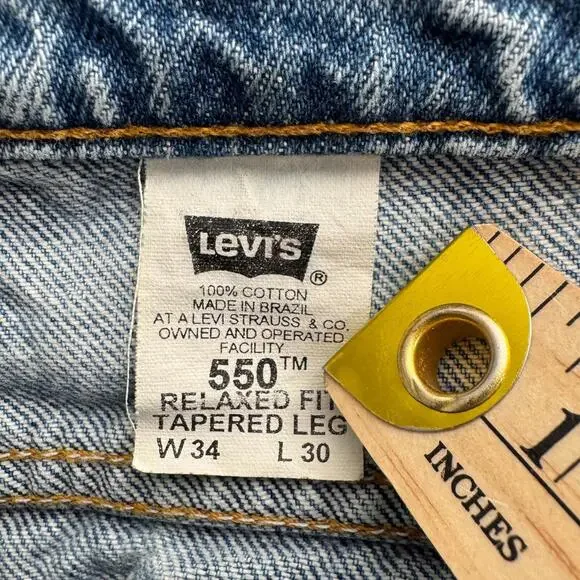 Levi's
®
100% COTTON
MADE IN BRAZIL
AT A LEVI STRAUSS & CO.
OWNED AND OPERATED
FACILITY
550™
RELAXED FIT
TAPERED LEG
W 34 L 30
1
INCHES